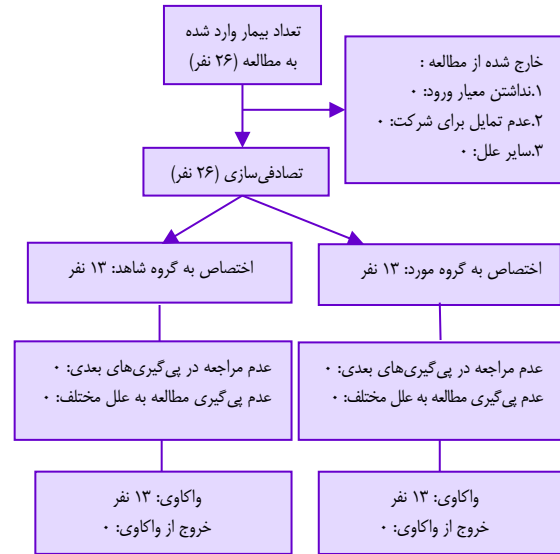 تعداد بیمار وارد شده
به مطالعه (۲۶ نفر)
خارج شده از مطالعه :
۱.نداشتن معیار ورود: ۰
۲.عدم تمایل برای شرکت: ۰
۳.سایر علل: ۰
تصادفی‌سازی (۲۶ نفر)
اختصاص به گروه مورد: ۱۳ نفر
اختصاص به گروه شاهد: ۱۳ نفر
عدم مراجعه در پی‌گیری‌های بعدی: ۰
عدم پی‌گیری مطالعه به علل مختلف: ۰
عدم مراجعه در پی‌گیری‌های بعدی: ۰
عدم پی‌گیری مطالعه به علل مختلف: ۰
واکاوی: ۱۳ نفر
خروج از واکاوی: ۰
واکاوی: ۱۳ نفر
خروج از واکاوی: ۰